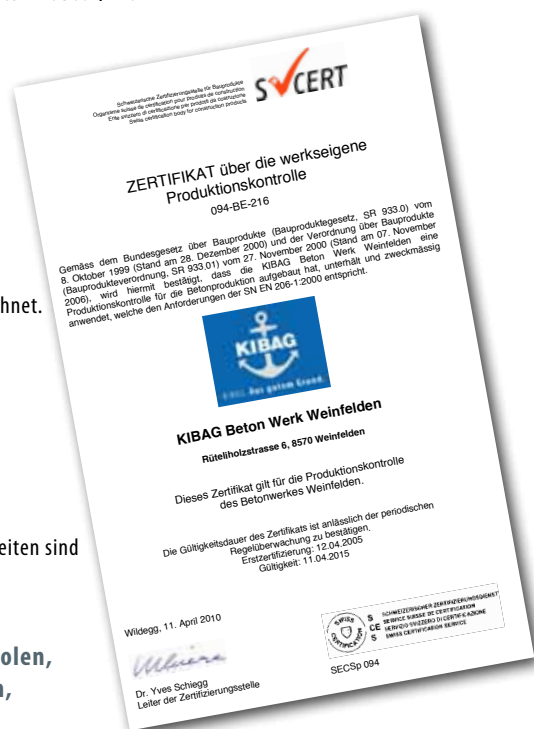 Schweizerische Zertifizierungsstelle für Bauprodukte
Organisme suisse de certification pour produits de construction
Ente svizzero di certificazione per prodotti da costruzione
Swiss certification body for construction products
S CERT
ZERTIFIKAT über die werkseigene
Produktionskontrolle
094-BE-216
Gemäss dem Bundesgesetz über Bauprodukte (Bauproduktegesetz, SR 933.0) vom
8. Oktober 1999 (Stand am 28. Dezember 2000) und der Verordnung über Bauprodukte
(Bauprodukteverordnung, SR 933.01) vom 27. November 2000 (Stand am 07. November
2006), wird hiermit bestätigt, dass die KIBAG Beton Werk Weinfelden eine
Produktionskontrolle für die Betonproduktion aufgebaut hat, unterhält und zweckmässig
anwendet, welche den Anforderungen der SN EN 206-1:2000 entspricht.
hnet.
KIBAG
KIBAG. Aus gutem Grund.
KIBAG Beton Werk Weinfelden
Rüteliholzstrasse 6, 8570 Weinfelden
Dieses Zertifikat gilt für die Produktionskontrolle
des Betonwerkes Weinfelden.
Die Gültigkeitsdauer des Zertifikats ist anlässlich der periodischen
Regelüberwachung zu bestätigen.
Erstzertifizierung: 12.04.2005
Gültigkeit: 11.04.2015
eiten sind
Wildegg, 11. April 2010
SWISS CERTIFICATION
S SCHWEIZERISCHER ZERTIFIZIERUNGSDIENST
CE SERVICE SUISSE DE CERTIFICATION
SERVIZIO SVIZZERO DI CERTIFICAZIONE
S SWISS CERTIFICATION SERVICE
olen,
n,
Dr. Yves Schiegg
Leiter der Zertifizierungsstelle
SECSp 094